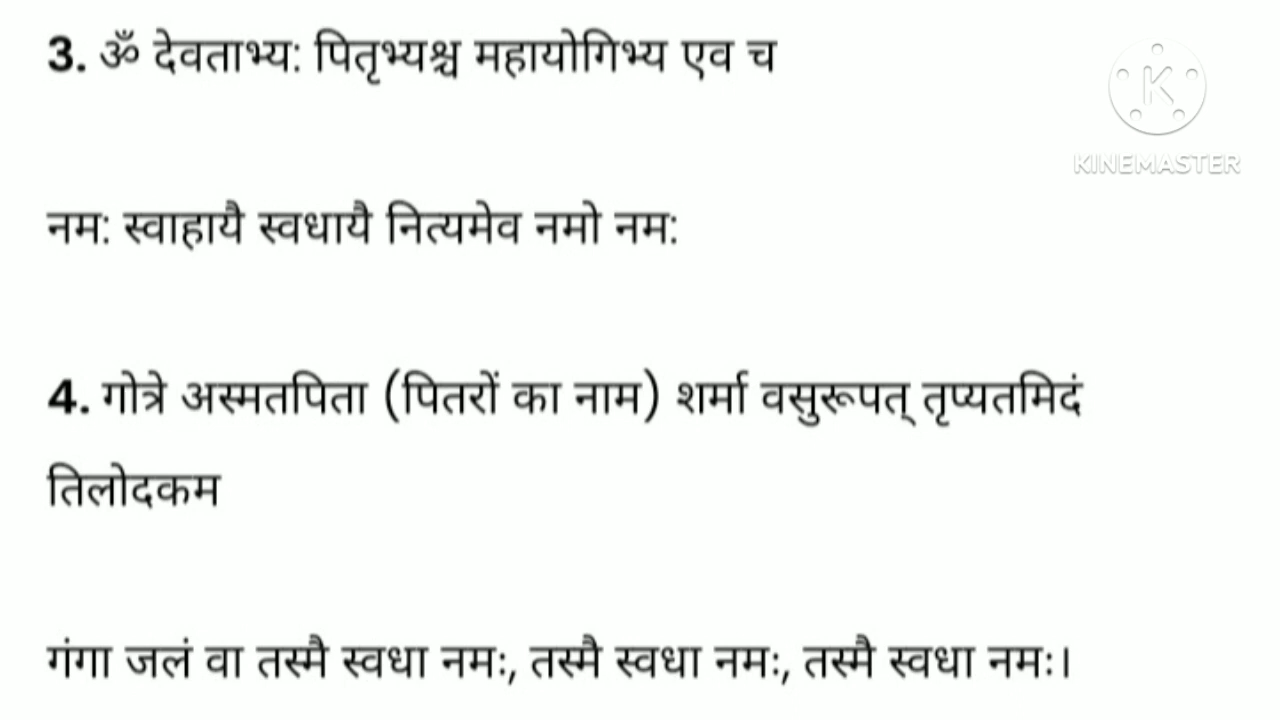 3. ॐ देवताभ्य: पितृभ्यश्च महायोगिभ्य एव च
K
KINEMASTER
नम: स्वाहायै स्वधायै नित्यमेव नमो नम:
4. गोत्रे अस्मतपिता (पितरों का नाम) शर्मा वसुरूपत् तृप्यतमिदं
तिलोदकम
गंगा जलं वा तस्मै स्वधा नमः, तस्मै स्वधा नमः, तस्मै स्वधा नमः।